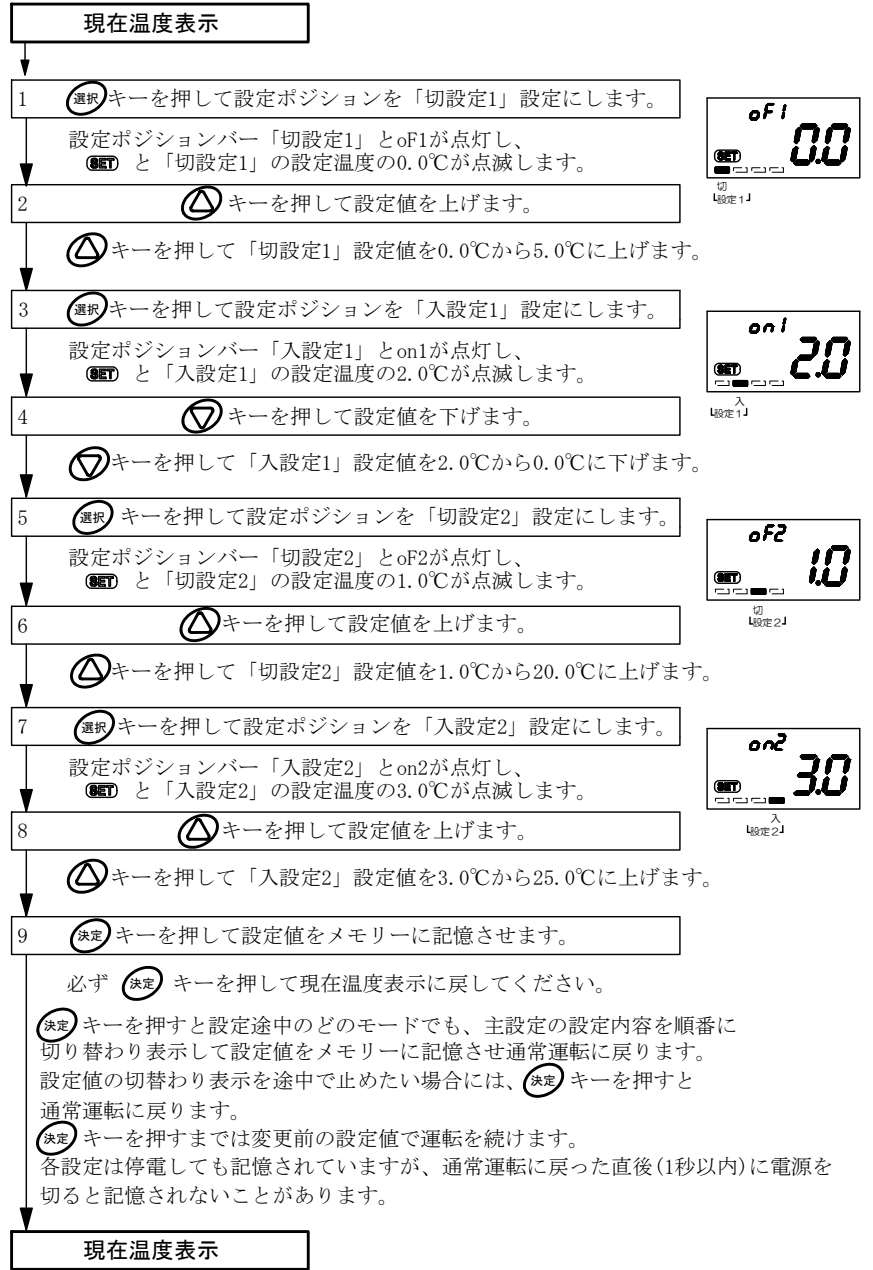 現在温度表示
1 選択キーを押して設定ポジションを「切設定1」設定にします。
設定ポジションバー「切設定1」とoF1が点灯し、
SET と「切設定1」の設定温度の0.0℃が点滅します。
oF1
0.0
SET
切
設定1
2 △キーを押して設定値を上げます。
△キーを押して「切設定1」設定値を0.0℃から5.0℃に上げます。
3 選択キーを押して設定ポジションを「入設定1」設定にします。
設定ポジションバー「入設定1」とon1が点灯し、
SET と「入設定1」の設定温度の2.0℃が点滅します。
on1
2.0
SET
入
設定1
4 ▽キーを押して設定値を下げます。
▽キーを押して「入設定1」設定値を2.0℃から0.0℃に下げます。
5 選択 キーを押して設定ポジションを「切設定2」設定にします。
設定ポジションバー「切設定2」とoF2が点灯し、
SET と「切設定2」の設定温度の1.0℃が点滅します。
oF2
1.0
SET
切
設定2
6 △キーを押して設定値を上げます。
△キーを押して「切設定2」設定値を1.0℃から20.0℃に上げます。
7 選択キーを押して設定ポジションを「入設定2」設定にします。
設定ポジションバー「入設定2」とon2が点灯し、
SET と「入設定2」の設定温度の3.0℃が点滅します。
on2
3.0
SET
入
設定2
8 △キーを押して設定値を上げます。
△キーを押して「入設定2」設定値を3.0℃から25.0℃に上げます。
9 決定キーを押して設定値をメモリーに記憶させます。
必ず 決定 キーを押して現在温度表示に戻してください。
決定キーを押すと設定途中のどのモードでも、主設定の設定内容を順番に
切り替わり表示して設定値をメモリーに記憶させ通常運転に戻ります。
設定値の切替わり表示を途中で止めたい場合には、決定キーを押すと
通常運転に戻ります。
決定キーを押すまでは変更前の設定値で運転を続けます。
各設定は停電しても記憶されていますが、通常運転に戻った直後(1秒以内)に電源を
切ると記憶されないことがあります。
現在温度表示